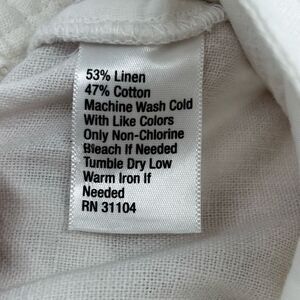 53% Linen
47% Cotton
Machine Wash Cold
With Like Colors
Only Non-Chlorine
Bleach If Needed
Tumble Dry Low
Warm Iron If
Needed
RN 31104